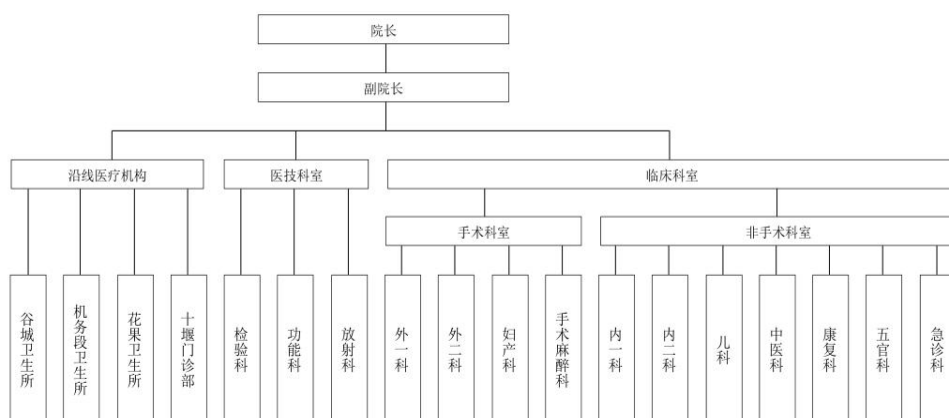 院长
副院长
沿线医疗机构
医技科室
临床科室
手术科室
非手术科室
谷城卫生所
机务段卫生所
花果卫生所
十堰门诊部
检验科
功能科
放射科
外一科
外二科
妇产科
手术麻醉科
内一科
内二科
儿科
中医科
康复科
五官科
急诊科